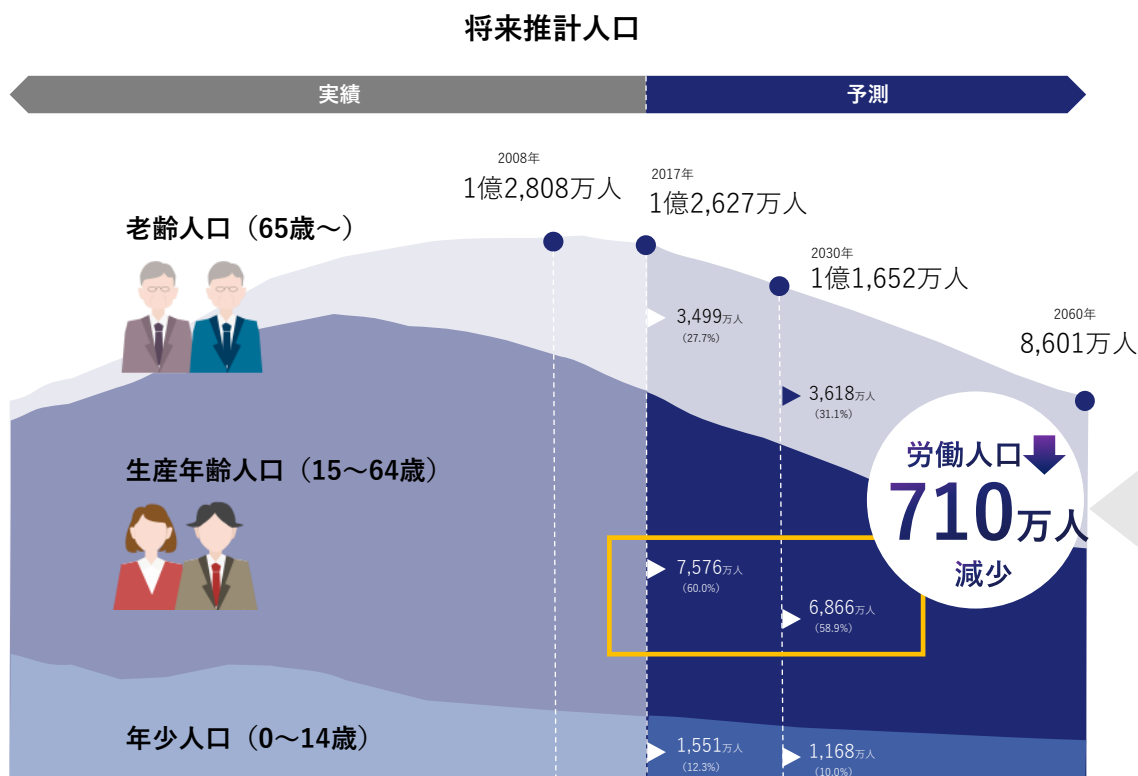 将来推計人口
実績
予測
2008年
1億2,808万人
2017年
1億2,627万人
2030年
1億1,652万人
2060年
8,601万人
老齢人口（65歳～）
3,499万人
（27.7%）
3,618万人
（31.1%）
労働人口
710万人
減少
生産年齢人口（15～64歳）
7,576万人
（60.0%）
6,866万人
（58.9%）
年少人口（0～14歳）
1,551万人
（12.3%）
1,168万人
（10.0%）